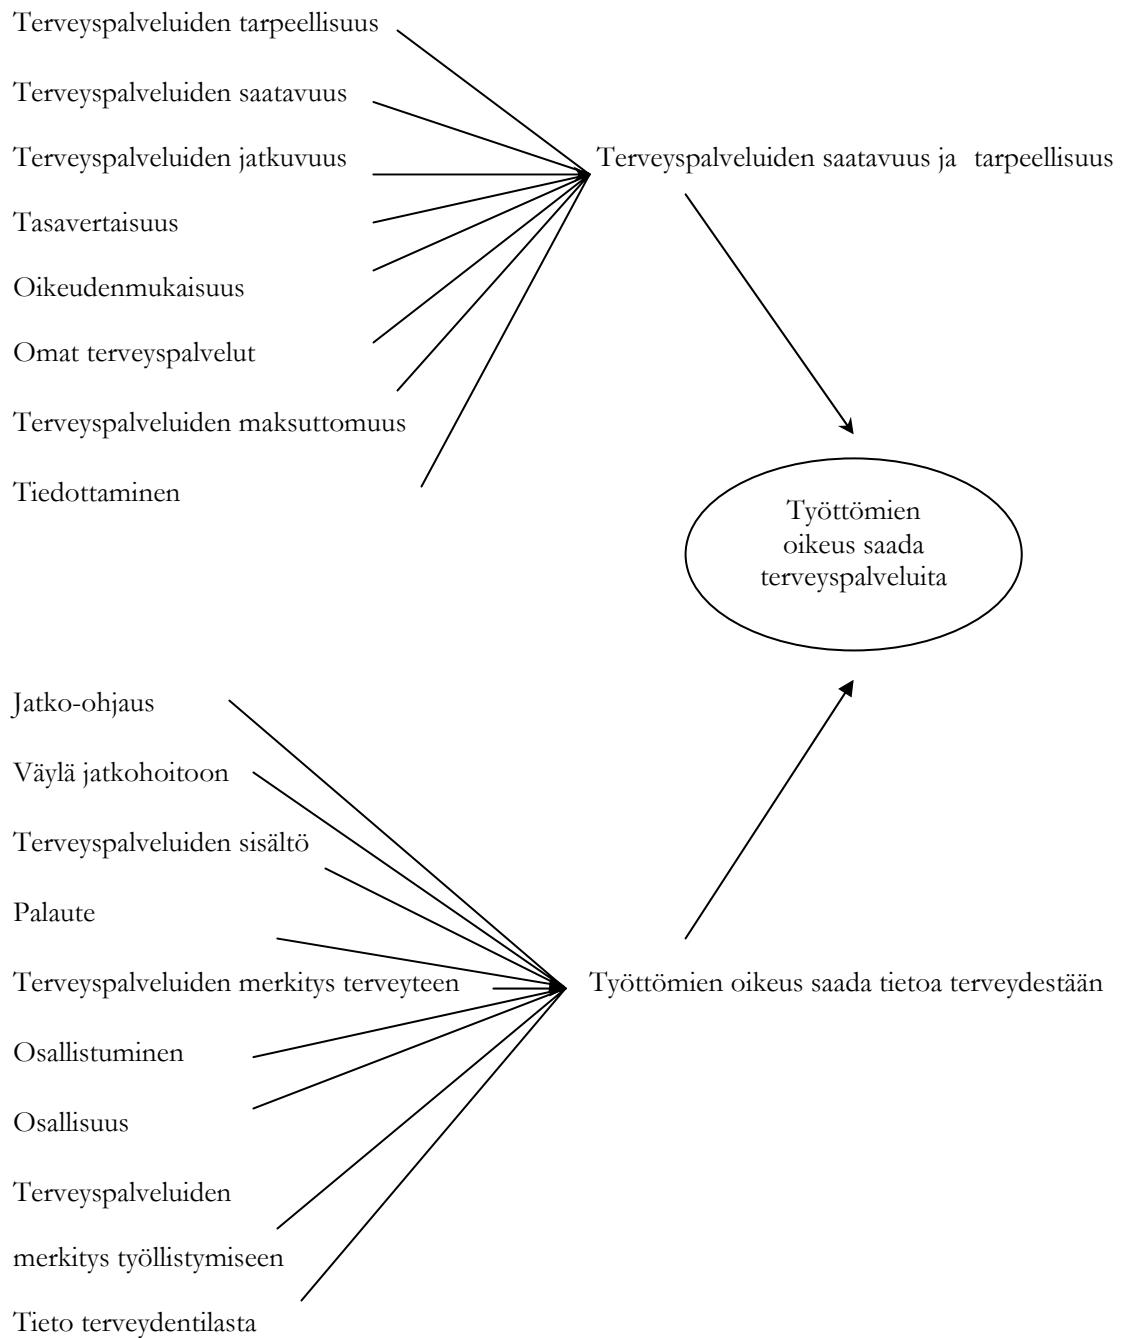 Terveyspalveluiden tarpeellisuus
Terveyspalveluiden saatavuus
Terveyspalveluiden jatkuvuus
Tasavertaisuus
Oikeudenmukaisuus
Omat terveyspalvelut
Terveyspalveluiden maksuttomuus
Tiedottaminen
Terveyspalveluiden saatavuus ja tarpeellisuus
Työttömien
oikeus saada
terveyspalveluita
Jatko-ohjaus
Väylä jatkohoitoon
Terveyspalveluiden sisältö
Palaute
Terveyspalveluiden merkitys terveyteen
Osallistuminen
Osallisuus
Terveyspalveluiden
merkitys työllistymiseen
Tieto terveydentilasta
Työttömien oikeus saada tietoa terveydestään